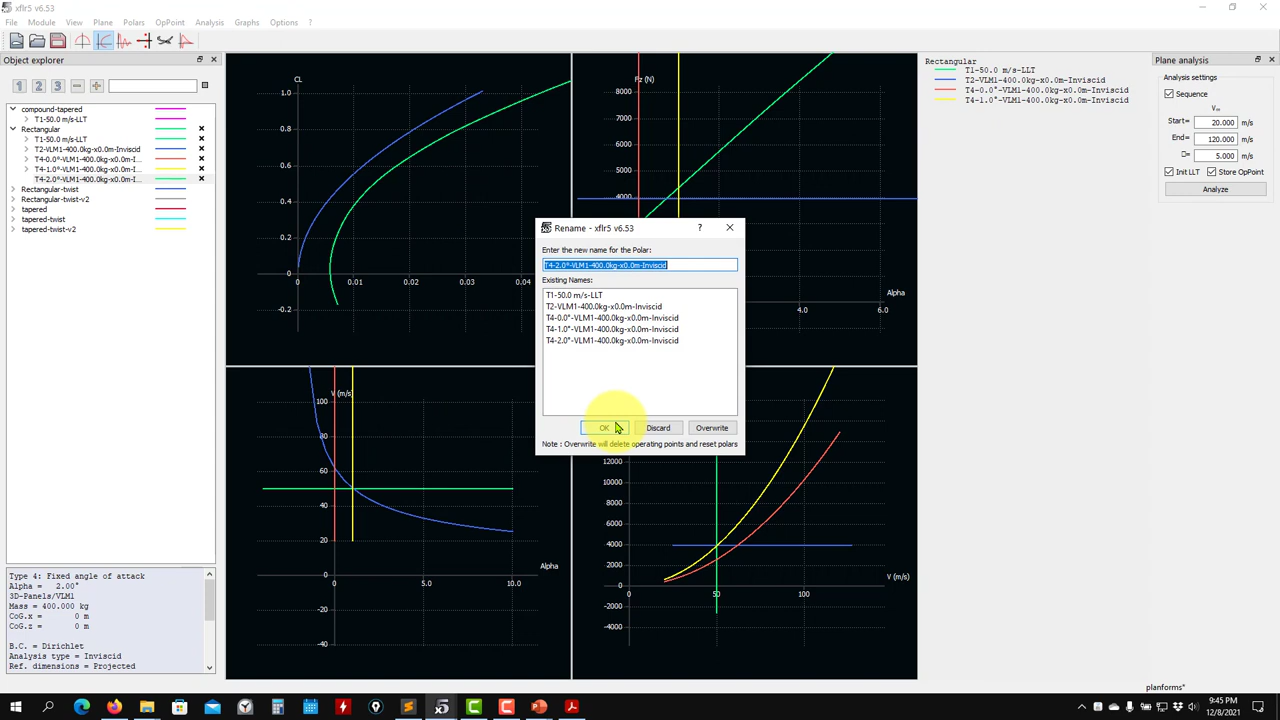 xflr5 v6.53
File Module View Plane Polars OpPoint Analysis Graphs Options ?
Object explorer
1 2 3
compound-tapered
T1-50.0 m/s-LLT
Rectangular
T1-50.0 m/s-LLT
T2-VLM1-400.0kg-x0.0m-Inviscid
T4-0.0°-VLM1-400.0kg-x0.0m-I...
T4-1.0°-VLM1-400.0kg-x0.0m-I...
T4-2.0°-VLM1-400.0kg-x0.0m-I...
Rectangular-twist
Rectangular-twist-v2
tapered
tapered-twist
tapered-twist-v2
Type 4: Fixed angle of attack
Alpha = 2.00°
3D-Panels/VLM1
Mass = 400.000 kg
CoG.x = 0 m
CoG.z = 0 m
B.C. = Dirichlet
Analysis type = Inviscid
Ref. dimensions = Projected
CL
1.0
0.8
0.6
0.4
0.2
0
-0.2
0 0.01 0.02 0.03 0.04
Fz (N)
8000
7000
6000
5000
4000
Alpha
4.0 6.0
V (m/s)
100
80
60
40
20
0
-20
-40
Alpha
0 5.0 10.0
12000
10000
8000
6000
4000
2000
0
-2000
-4000
V (m/s)
0 50 100
Rename - xflr5 v6.53
?
Enter the new name for the Polar:
T4-2.0°-VLM1-400.0kg-x0.0m-Inviscid
Existing Names:
T1-50.0 m/s-LLT
T2-VLM1-400.0kg-x0.0m-Inviscid
T4-0.0°-VLM1-400.0kg-x0.0m-Inviscid
T4-1.0°-VLM1-400.0kg-x0.0m-Inviscid
T4-2.0°-VLM1-400.0kg-x0.0m-Inviscid
OK Discard Overwrite
Note : Overwrite will delete operating points and reset polars
Rectangular
T1-50.0 m/s-LLT
T2-VLM1-400.0kg-x0.0m-Inviscid
T4-0.0°-VLM1-400.0kg-x0.0m-Inviscid
T4-1.0°-VLM1-400.0kg-x0.0m-Inviscid
Plane analysis
Analysis settings
Sequence
V∞
Start= 20.000 m/s
End= 120.000 m/s
5.000 m/s
Init LLT Store OpPoint
Analyze
planforms*
9:45 PM
12/8/2021